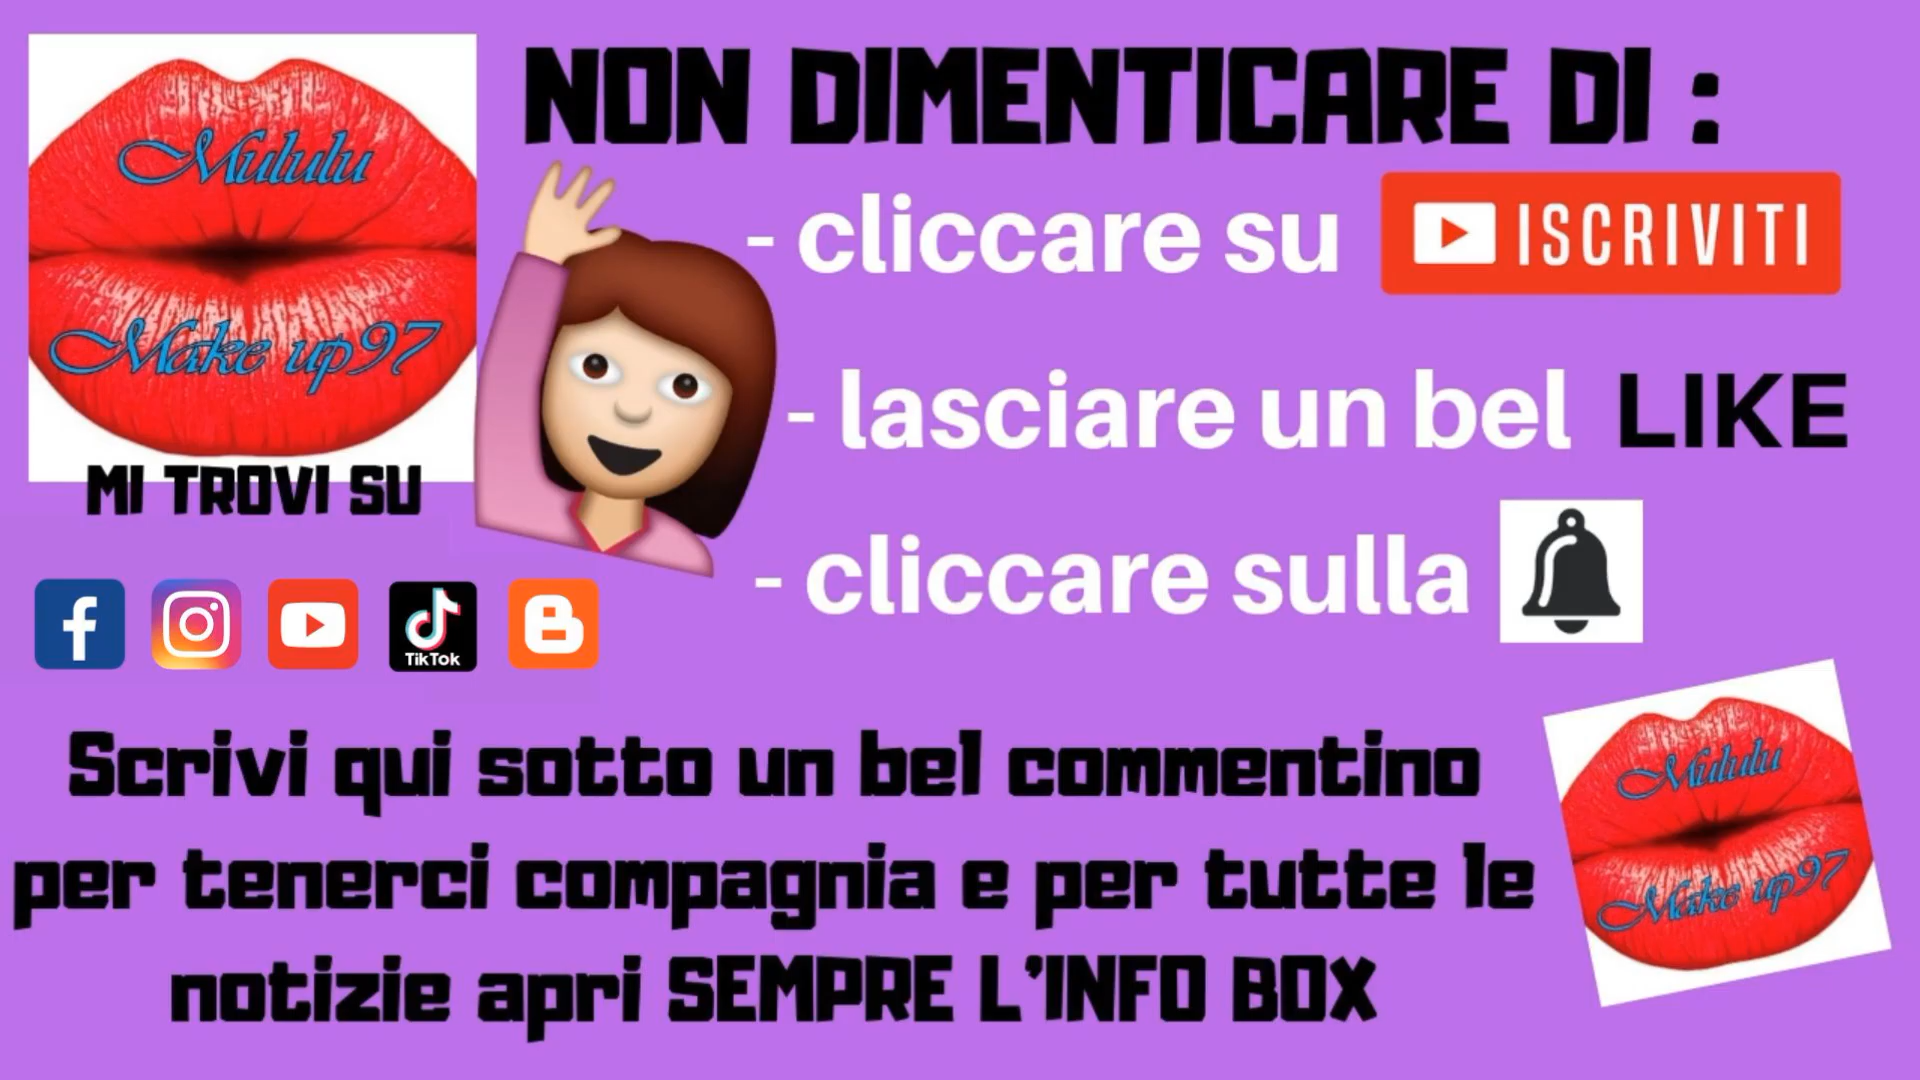 Mululu
Make up97
MI TROVI SU
NON DIMENTICARE DI :
- cliccare su ISCRIVITI
- lasciare un bel LIKE
- cliccare sulla
TikTok
Scrivi qui sotto un bel commentino
per tenerci compagnia e per tutte le
notizie apri SEMPRE L'INFO BOX
Mululu
Make up97